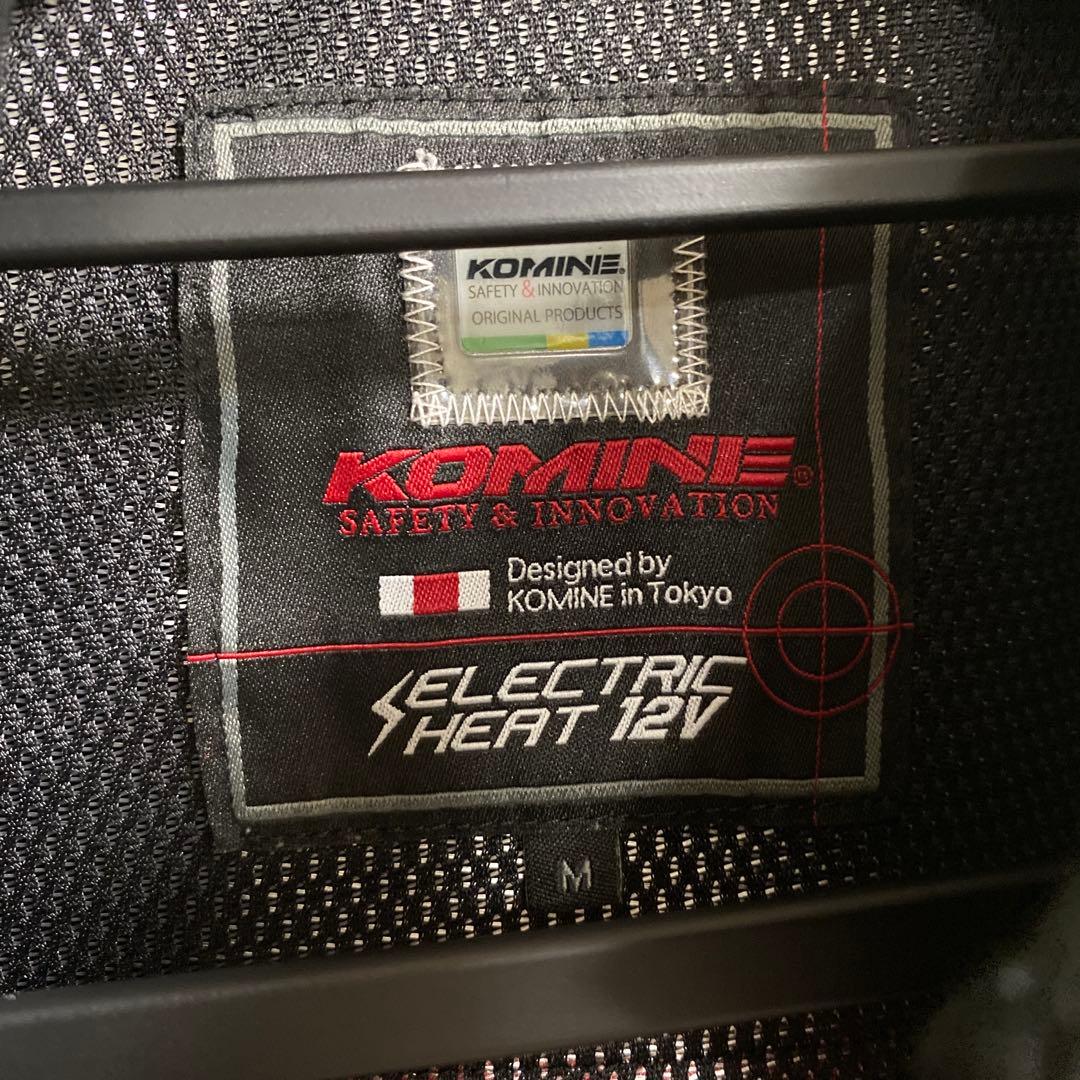 KOMINE®
SAFETY & INNOVATION
ORIGINAL PRODUCTS
KOMINE®
SAFETY & INNOVATION
Designed by
KOMINE in Tokyo
ELECTRIC
HEAT 12V
M